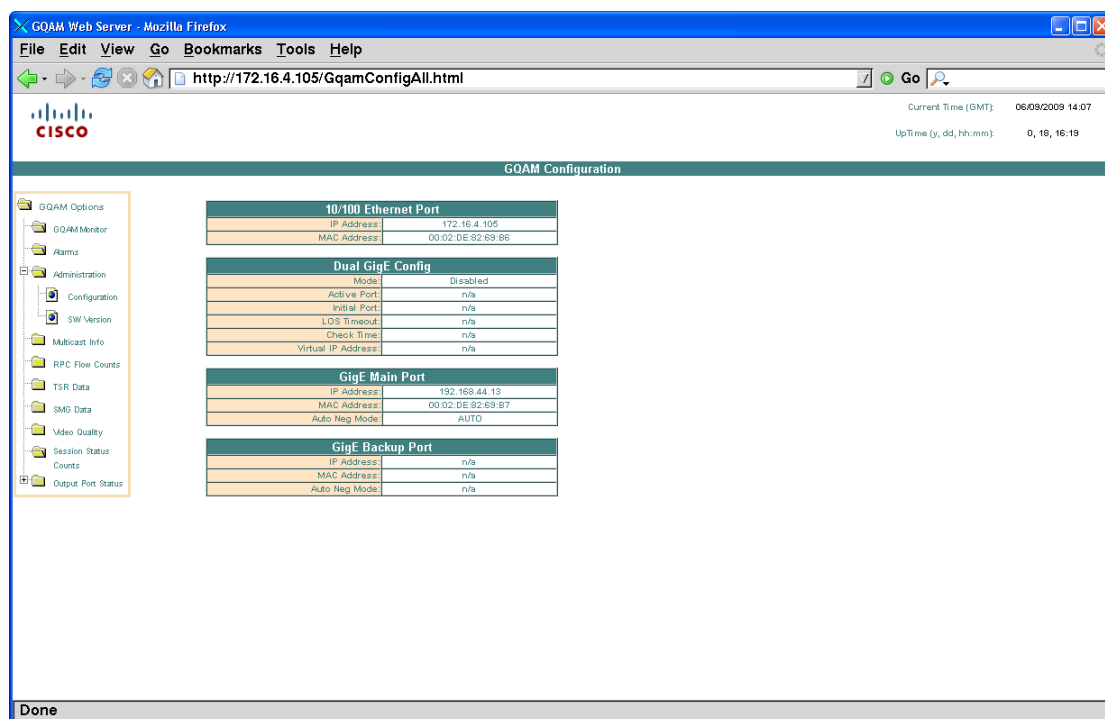 GQAM Web Server - Mozilla Firefox
File Edit View Go Bookmarks Tools Help
http://172.16.4.105/GqamConfigAll.html
Go
CISCO
Current Time (GMT): 06/09/2009 14:07
UpTime (y, dd, hh:mm): 0, 18, 16:19
GQAM Configuration
GQAM Options
GQAM Monitor
Alarms
Administration
Configuration
SW Version
Multicast Info
RPC Flow Counts
TSR Data
SMG Data
Video Quality
Session Status
Counts
Output Port Status
10/100 Ethernet Port
IP Address: 172.16.4.105
MAC Address: 00:02:DE:82:69:B6
Dual GigE Config
Mode: Disabled
Active Port: n/a
Initial Port: n/a
LOS Timeout: n/a
Check Time: n/a
Virtual IP Address: n/a
GigE Main Port
IP Address: 192.168.44.13
MAC Address: 00:02:DE:82:69:B7
Auto Neg Mode: AUTO
GigE Backup Port
IP Address: n/a
MAC Address: n/a
Auto Neg Mode: n/a
Done